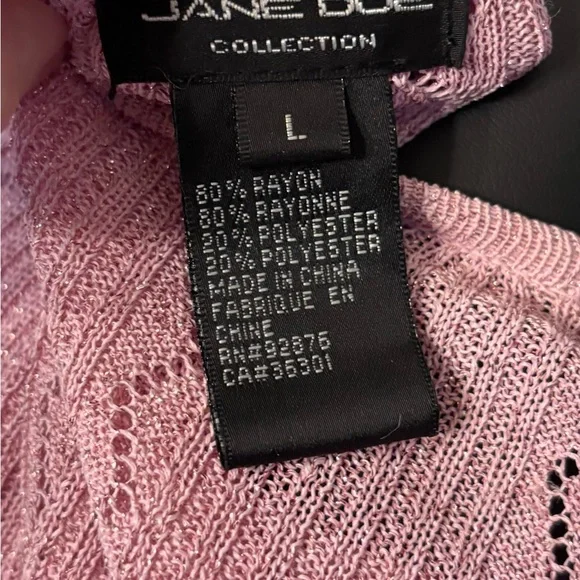 JANE DOE
COLLECTION
L
80% RAYON
80% RAYONNE
20% POLYESTER
20% POLYESTER
MADE IN CHINA
FABRIQUE EN
CHINE
RN#92876
CA#36301